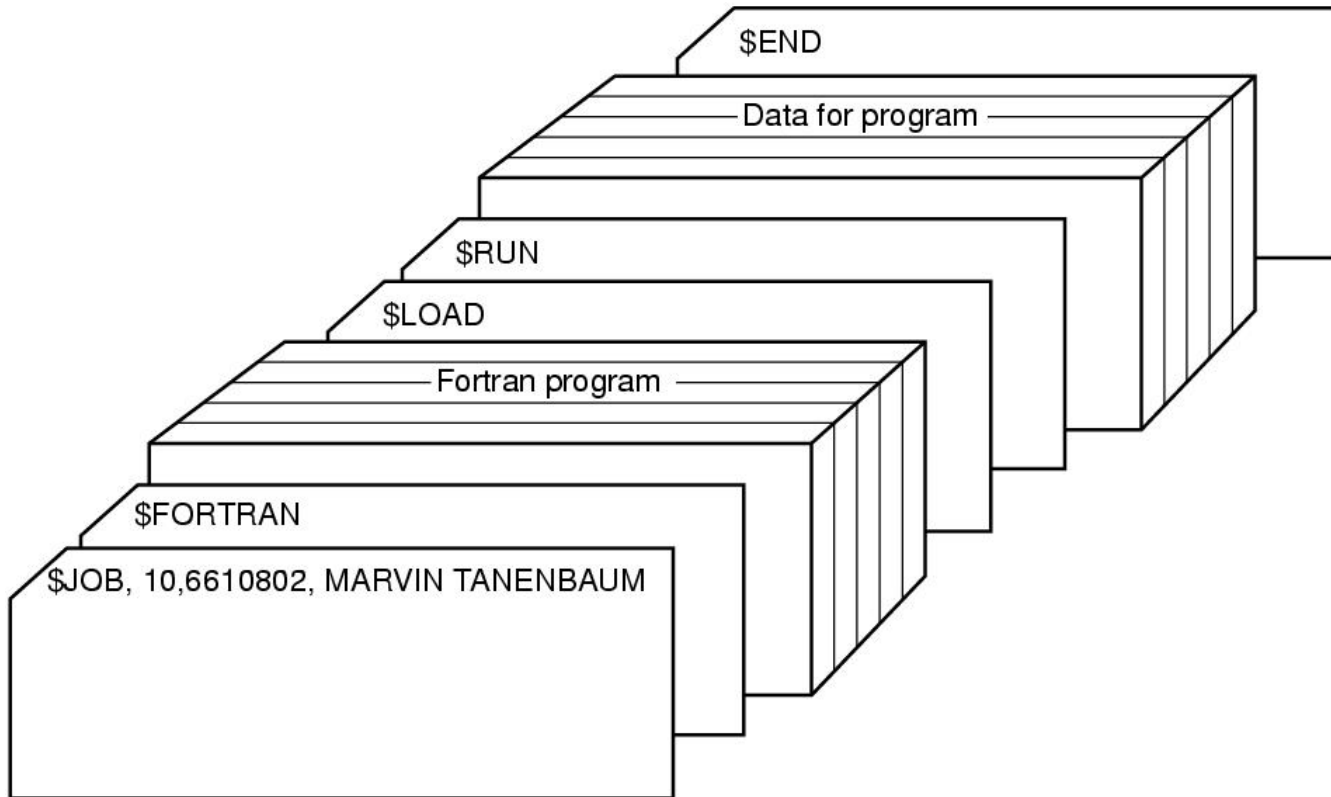 $END
Data for program
$RUN
$LOAD
Fortran program
$FORTRAN
$JOB, 10,6610802, MARVIN TANENBAUM